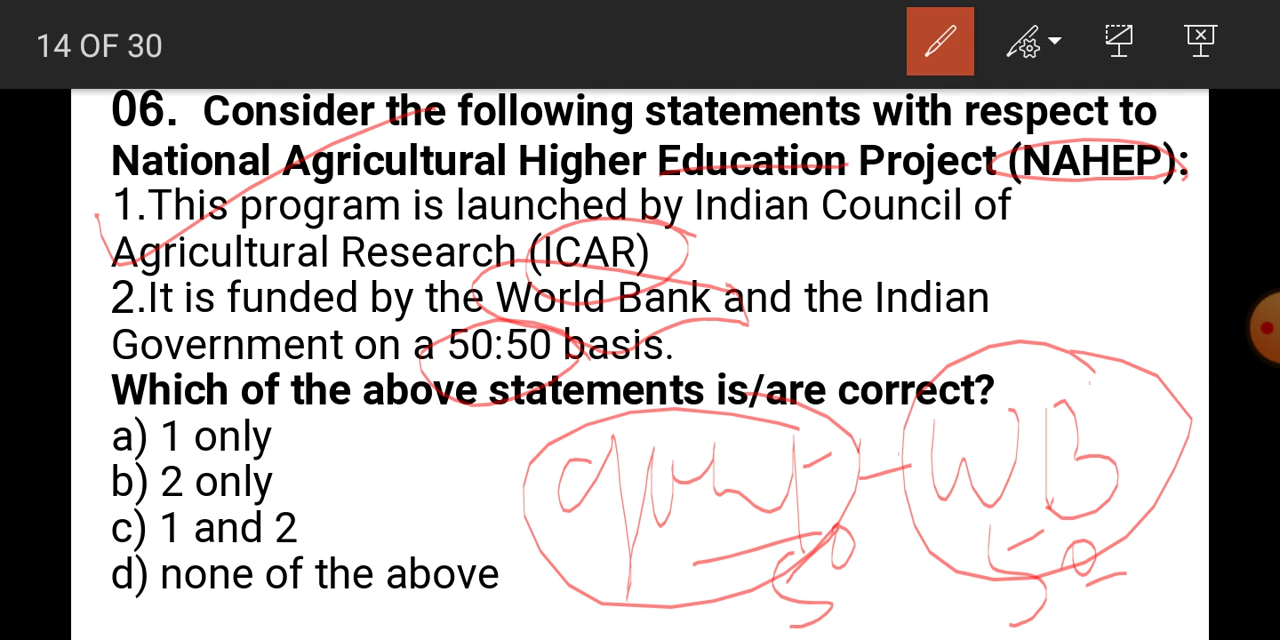 14 OF 30
06. Consider the following statements with respect to
National Agricultural Higher Education Project (NAHEP):
1.This program is launched by Indian Council of
Agricultural Research (ICAR)
2.It is funded by the World Bank and the Indian
Government on a 50:50 basis.
Which of the above statements is/are correct?
a) 1 only
b) 2 only
c) 1 and 2
d) none of the above
WB
50
50